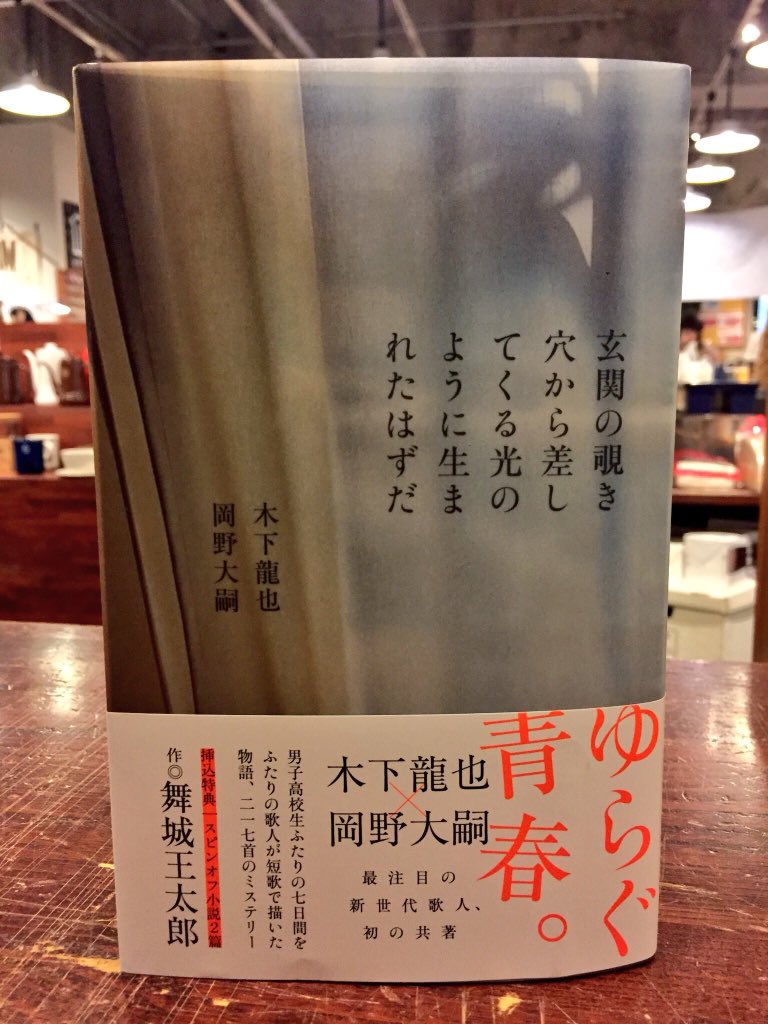 玄関の覗き
穴から差し
てくる光の
ように生ま
れたはずだ
木下龍也
岡野大嗣
ゆらぐ
青春。
木下龍也
×
岡野大嗣
最注目の
新世代歌人、
初の共著
男子高校生ふたりの七日間を
ふたりの歌人が短歌で描いた
物語、二一七首のミステリー
挿込特典｜スピンオフ小説2篇
作◎舞城王太郎
M